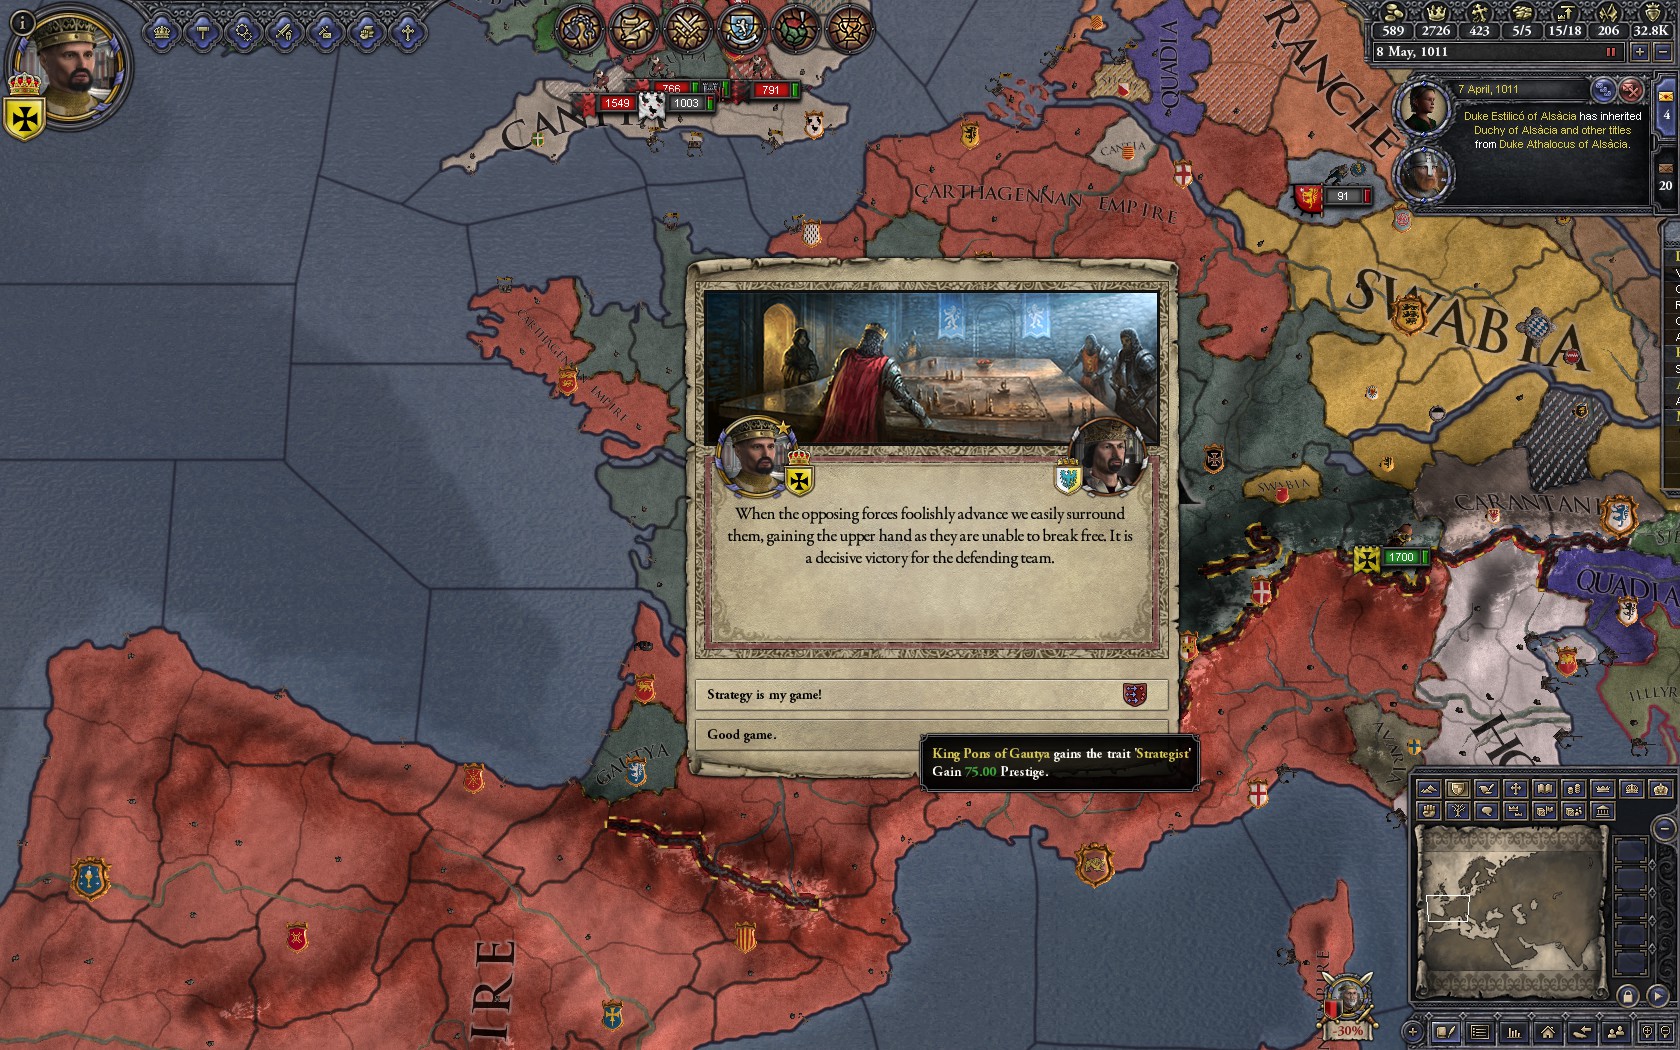 589 2726 423 5/5 15/18 206 32.8K
8 May, 1011
7 April, 1011
Duke Estilicó of Alsàcia has inherited
Duchy of Alsàcia and other titles
from Duke Athalocus of Alsàcia.
4
20
766
791
1549
1003
91
1700
QUADIA
CARTHAGENNAN EMPIRE
SWABIA
SWABIA
QUADIA
AVARIA
GAUTYA
When the opposing forces foolishly advance we easily surround
them, gaining the upper hand as they are unable to break free. It is
a decisive victory for the defending team.
Strategy is my game!
Good game.
King Pons of Gautya gains the trait 'Strategist'
Gain 75.00 Prestige.
-30%